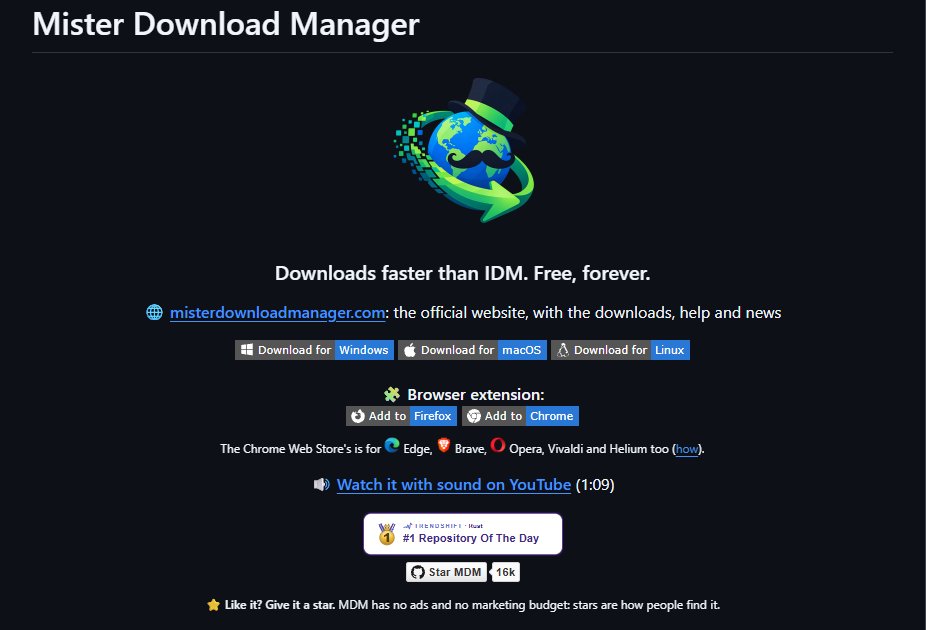 Mister Download Manager
Downloads faster than IDM. Free, forever.
misterdownloadmanager.com: the official website, with the downloads, help and news
Download for Windows Download for macOS Download for Linux
Browser extension:
Add to Firefox Add to Chrome
The Chrome Web Store's is for Edge, Brave, Opera, Vivaldi and Helium too (how).
Watch it with sound on YouTube (1:09)
TRENDSHIFT · Rust
1 #1 Repository Of The Day
Star MDM 16k
Like it? Give it a star. MDM has no ads and no marketing budget: stars are how people find it.